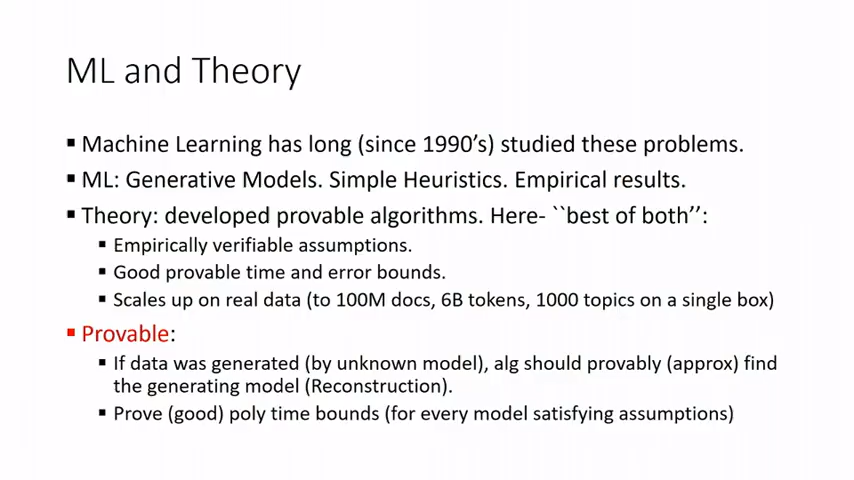 ML and Theory
▪ Machine Learning has long (since 1990's) studied these problems.
▪ ML: Generative Models. Simple Heuristics. Empirical results.
▪ Theory: developed provable algorithms. Here- ``best of both'':
▪ Empirically verifiable assumptions.
▪ Good provable time and error bounds.
▪ Scales up on real data (to 100M docs, 6B tokens, 1000 topics on a single box)
▪ Provable:
▪ If data was generated (by unknown model), alg should provably (approx) find
the generating model (Reconstruction).
▪ Prove (good) poly time bounds (for every model satisfying assumptions)